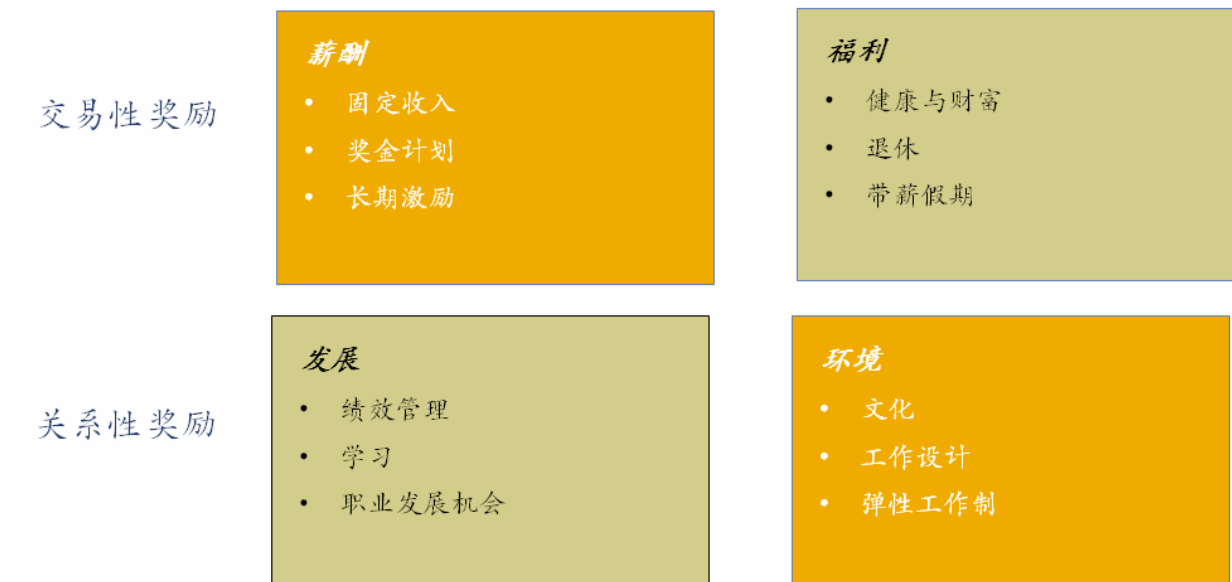 交易性奖励
薪酬
• 固定收入
• 奖金计划
• 长期激励
福利
• 健康与财富
• 退休
• 带薪假期
关系性奖励
发展
• 绩效管理
• 学习
• 职业发展机会
环境
• 文化
• 工作设计
• 弹性工作制